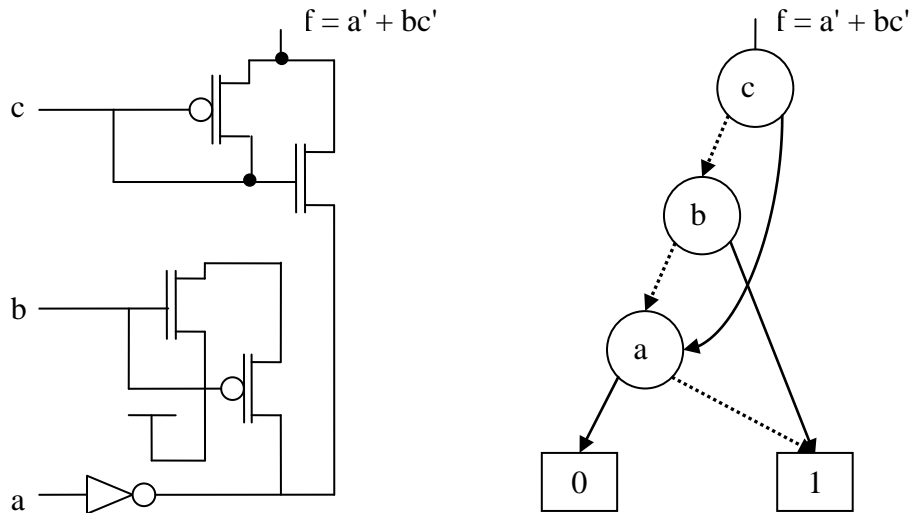 f = a' + bc'
c
b
a
f = a' + bc'
c
b
a
0
1